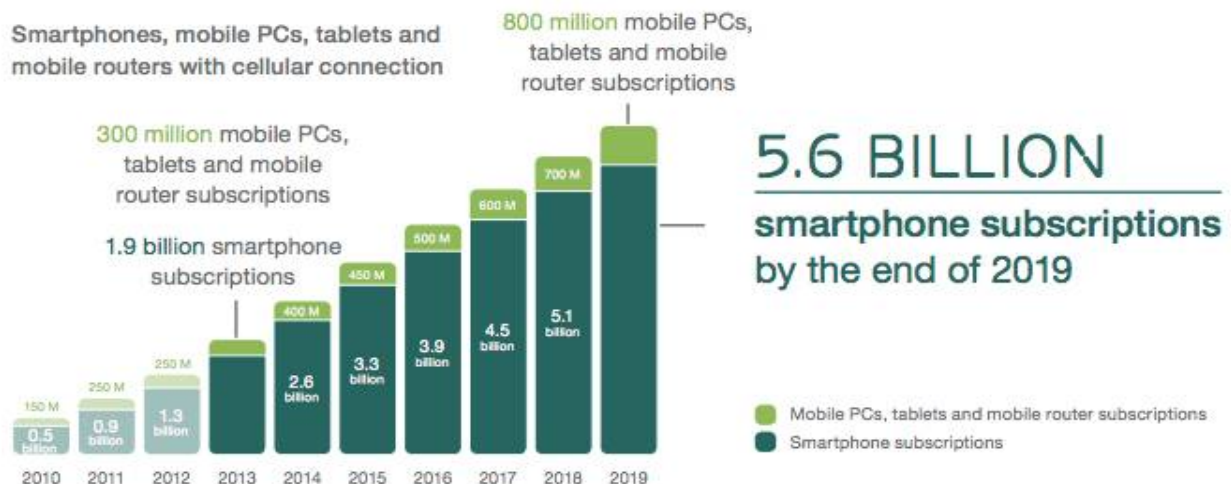 Smartphones, mobile PCs, tablets and
mobile routers with cellular connection
800 million mobile PCs,
tablets and mobile
router subscriptions
300 million mobile PCs,
tablets and mobile
router subscriptions
1.9 billion smartphone
subscriptions
5.6 BILLION
smartphone subscriptions
by the end of 2019
150 M
0.5
billion
250 M
0.9
billion
250 M
1.3
billion
400 M
2.6
billion
450 M
3.3
billion
500 M
3.9
billion
600 M
4.5
billion
700 M
5.1
billion
2010 2011 2012 2013 2014 2015 2016 2017 2018 2019
Mobile PCs, tablets and mobile router subscriptions
Smartphone subscriptions